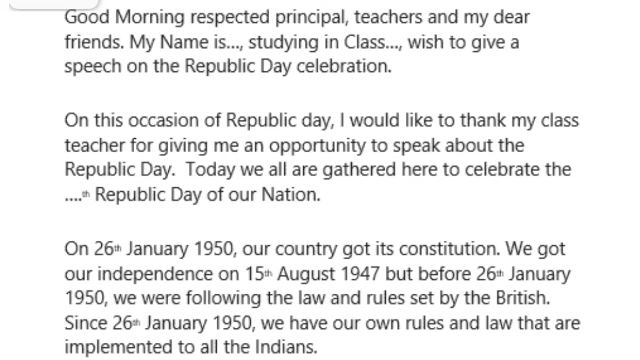 Good Morning respected principal, teachers and my dear
friends. My Name is..., studying in Class..., wish to give a
speech on the Republic Day celebration.
On this occasion of Republic day, I would like to thank my class
teacher for giving me an opportunity to speak about the
Republic Day.  Today we all are gathered here to celebrate the
....th Republic Day of our Nation.
On 26th January 1950, our country got its constitution. We got
our independence on 15th August 1947 but before 26th January
1950, we were following the law and rules set by the British.
Since 26th January 1950, we have our own rules and law that are
implemented to all the Indians.